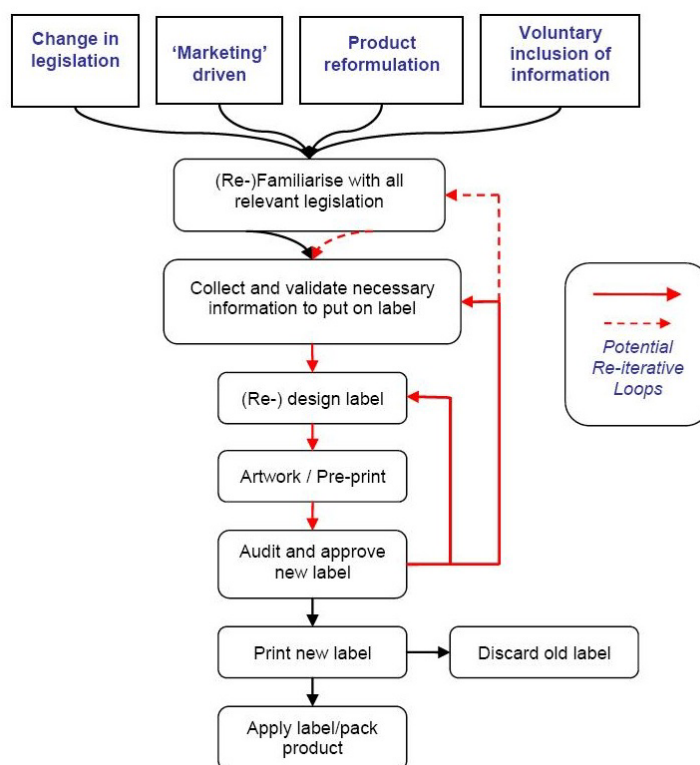 Change in
legislation
‘Marketing’
driven
Product
reformulation
Voluntary
inclusion of
information
(Re-)Familiarise with all
relevant legislation
Collect and validate necessary
information to put on label
(Re-) design label
Artwork / Pre-print
Audit and approve
new label
Print new label
Discard old label
Apply label/pack
product
Potential
Re-iterative
Loops